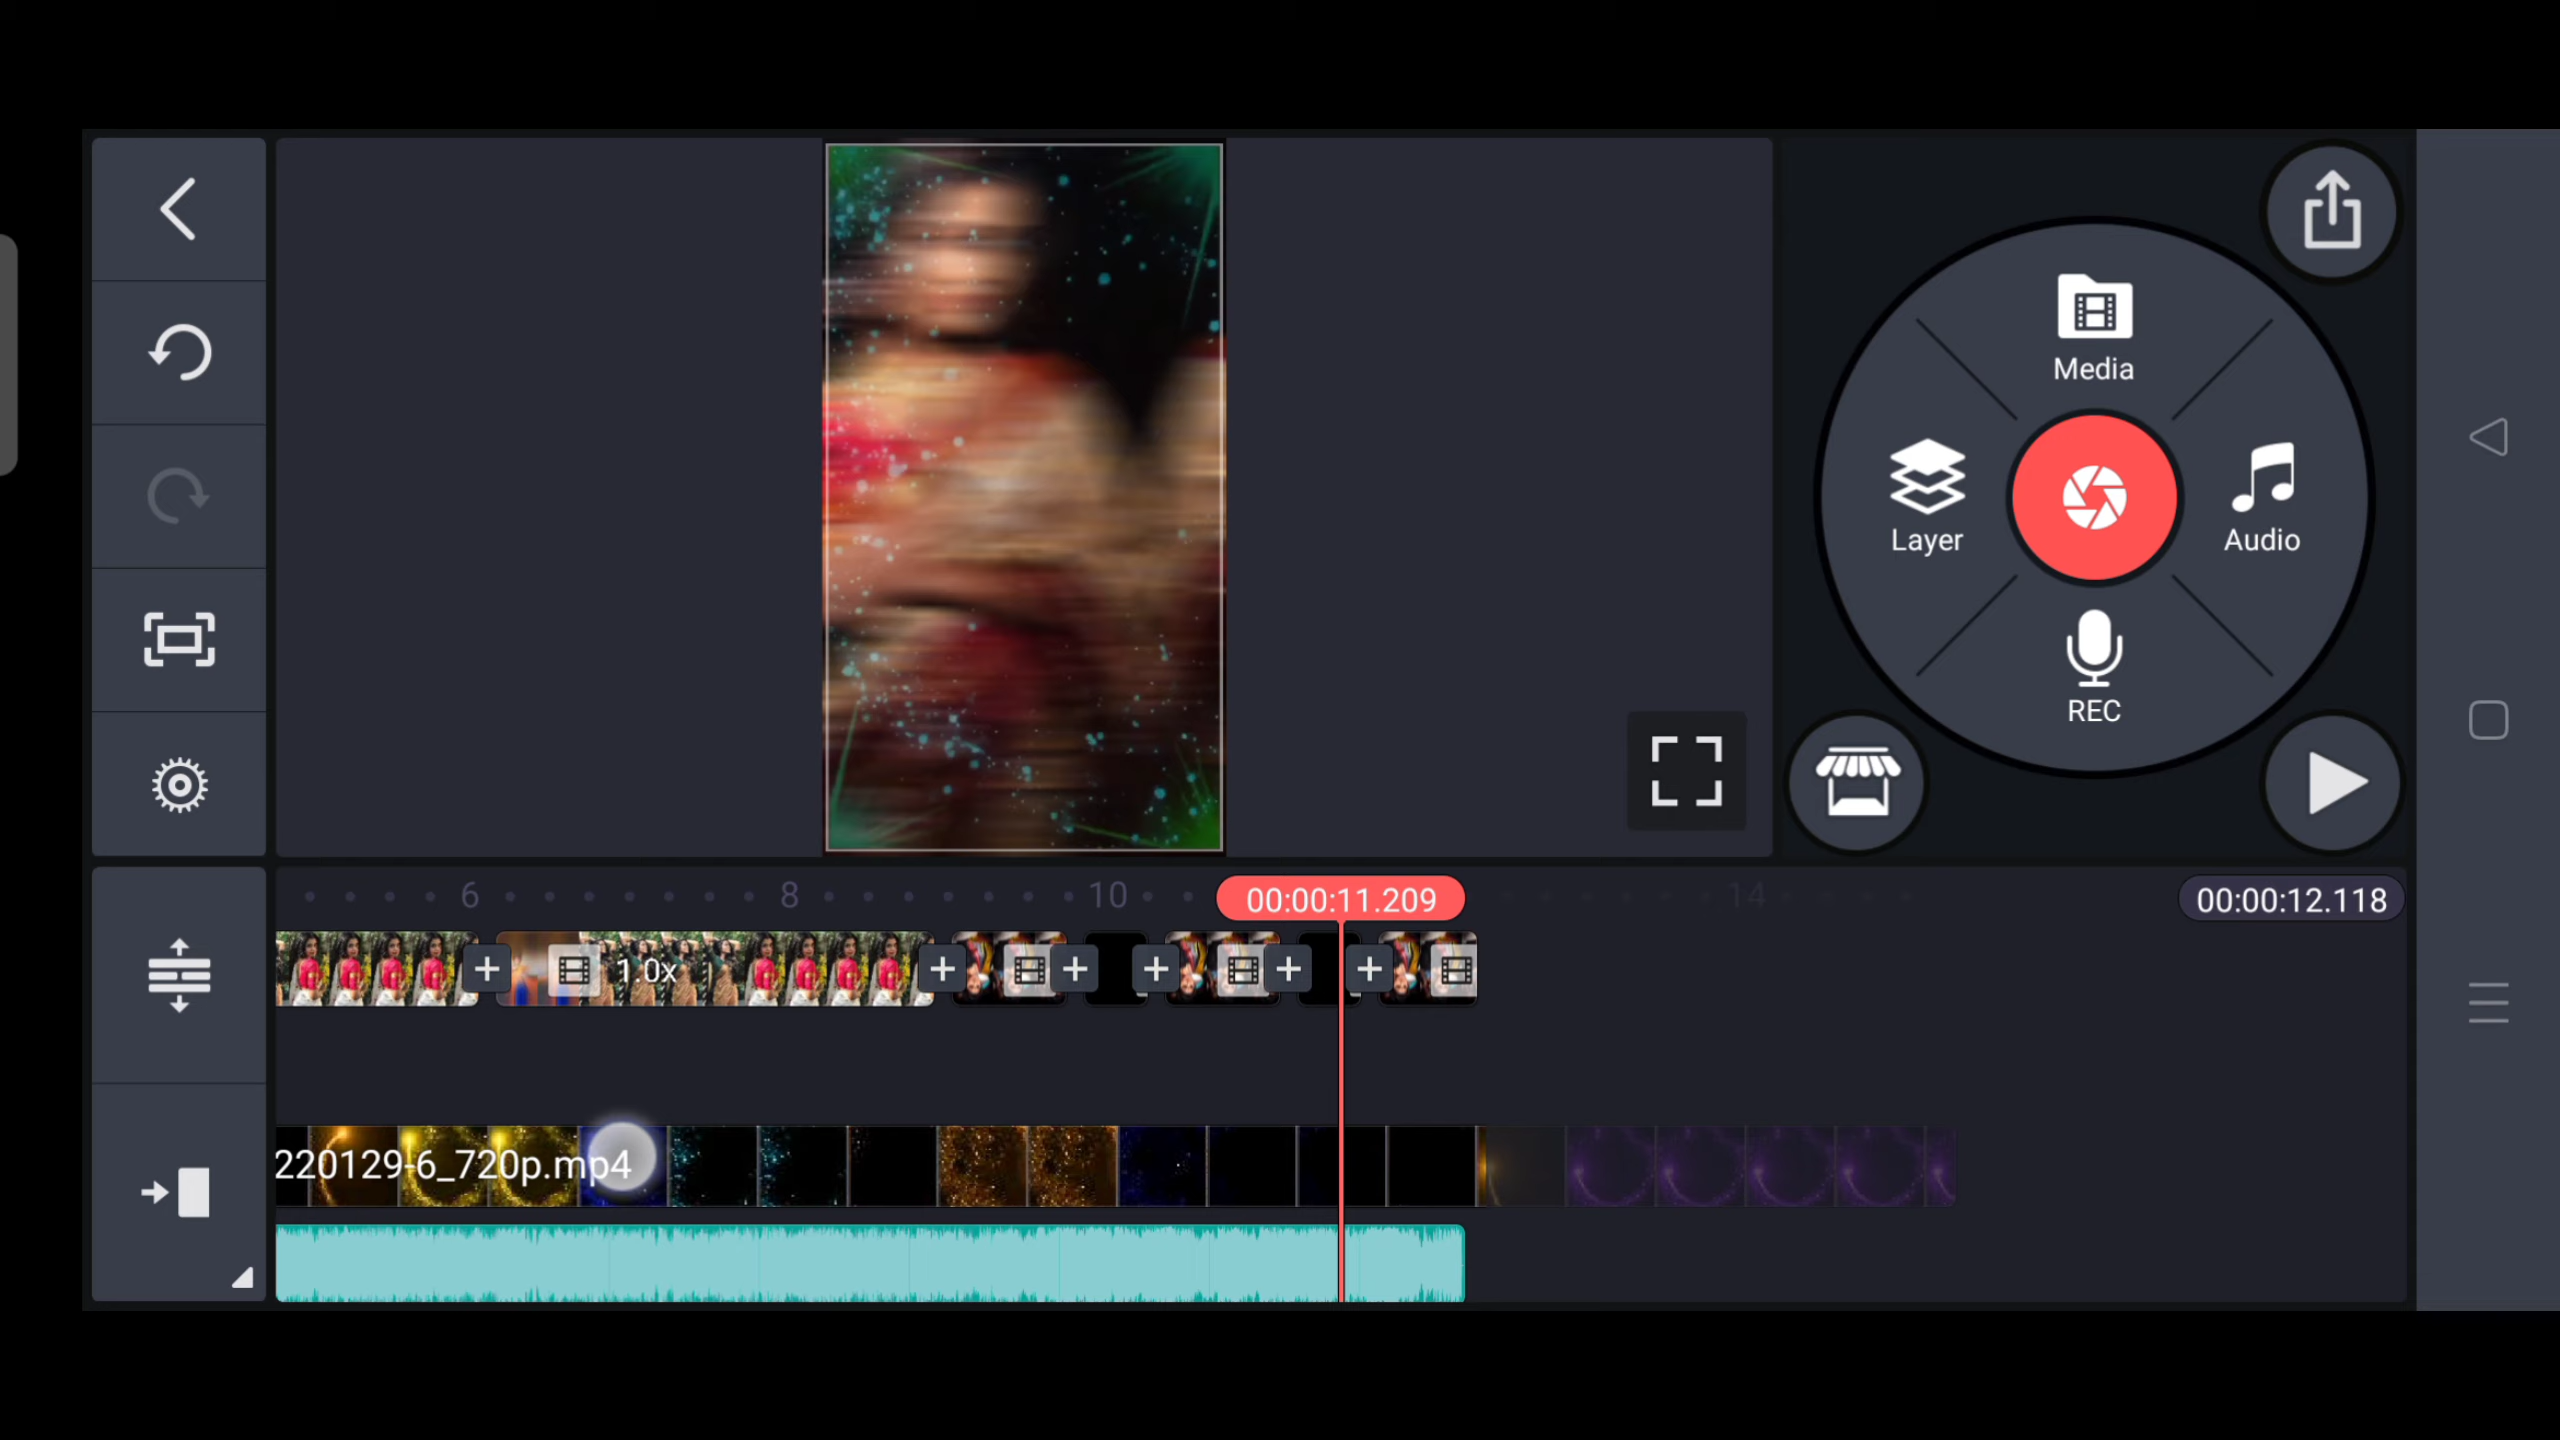 Media
Layer
Audio
REC
6
8
10
00:00:11.209
14
00:00:12.118
1.0x
220129-6_720p.mp4